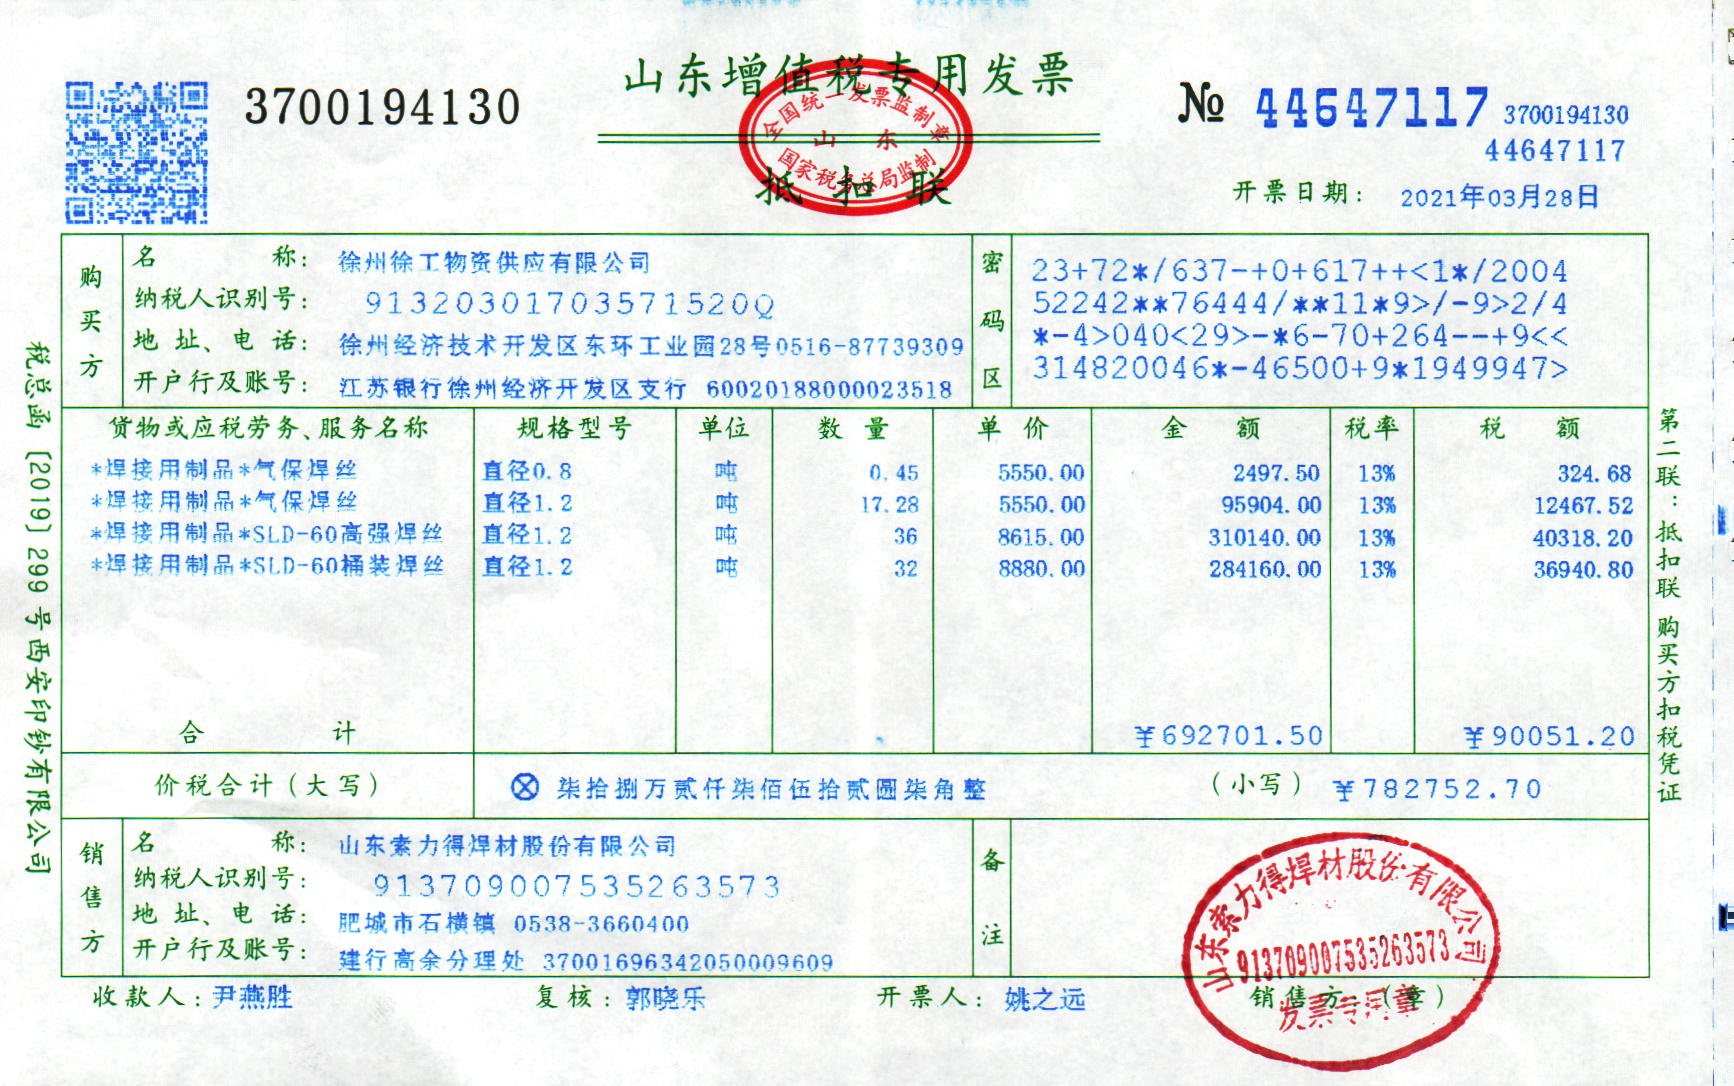 山东增值税专用发票
3700194130
全国统一发票监制章
山 东
国家税务总局监制
抵扣联
№ 44647117 3700194130
44647117
开票日期： 2021年03月28日
购买方
名 称： 徐州徐工物资供应有限公司
纳税人识别号： 91320301703571520Q
地 址、电 话： 徐州经济技术开发区东环工业园28号0516-87739309
开户行及账号： 江苏银行徐州经济开发区支行 60020188000023518
密码区
23+72*/637-+0+617++<1*/2004
52242**76444/**11*9>/-9>2/4
*-4>040<29>-*6-70+264--+9<<
314820046*-46500+9*1949947>
货物或应税劳务、服务名称 规格型号 单位 数 量 单 价 金 额 税率 税 额
*焊接用制品*气保焊丝 直径0.8 吨 0.45 5550.00 2497.50 13% 324.68
*焊接用制品*气保焊丝 直径1.2 吨 17.28 5550.00 95904.00 13% 12467.52
*焊接用制品*SLD-60高强焊丝 直径1.2 吨 36 8615.00 310140.00 13% 40318.20
*焊接用制品*SLD-60桶装焊丝 直径1.2 吨 32 8880.00 284160.00 13% 36940.80
合 计 ￥692701.50 ￥90051.20
价税合计（大写） ⊗ 柒拾捌万贰仟柒佰伍拾贰圆柒角整 （小写） ￥782752.70
销售方
名 称： 山东索力得焊材股份有限公司
纳税人识别号： 913709007535263573
地 址、电 话： 肥城市石横镇 0538-3660400
开户行及账号： 建行高余分理处 37001696342050009609
备注
山东索力得焊材股份有限公司
913709007535263573
发票专用章
收款人：尹燕胜 复核：郭晓乐 开票人：姚之远 销售方：（章）
税总函［2019］299号西安印钞有限公司
第二联：抵扣联 购买方扣税凭证